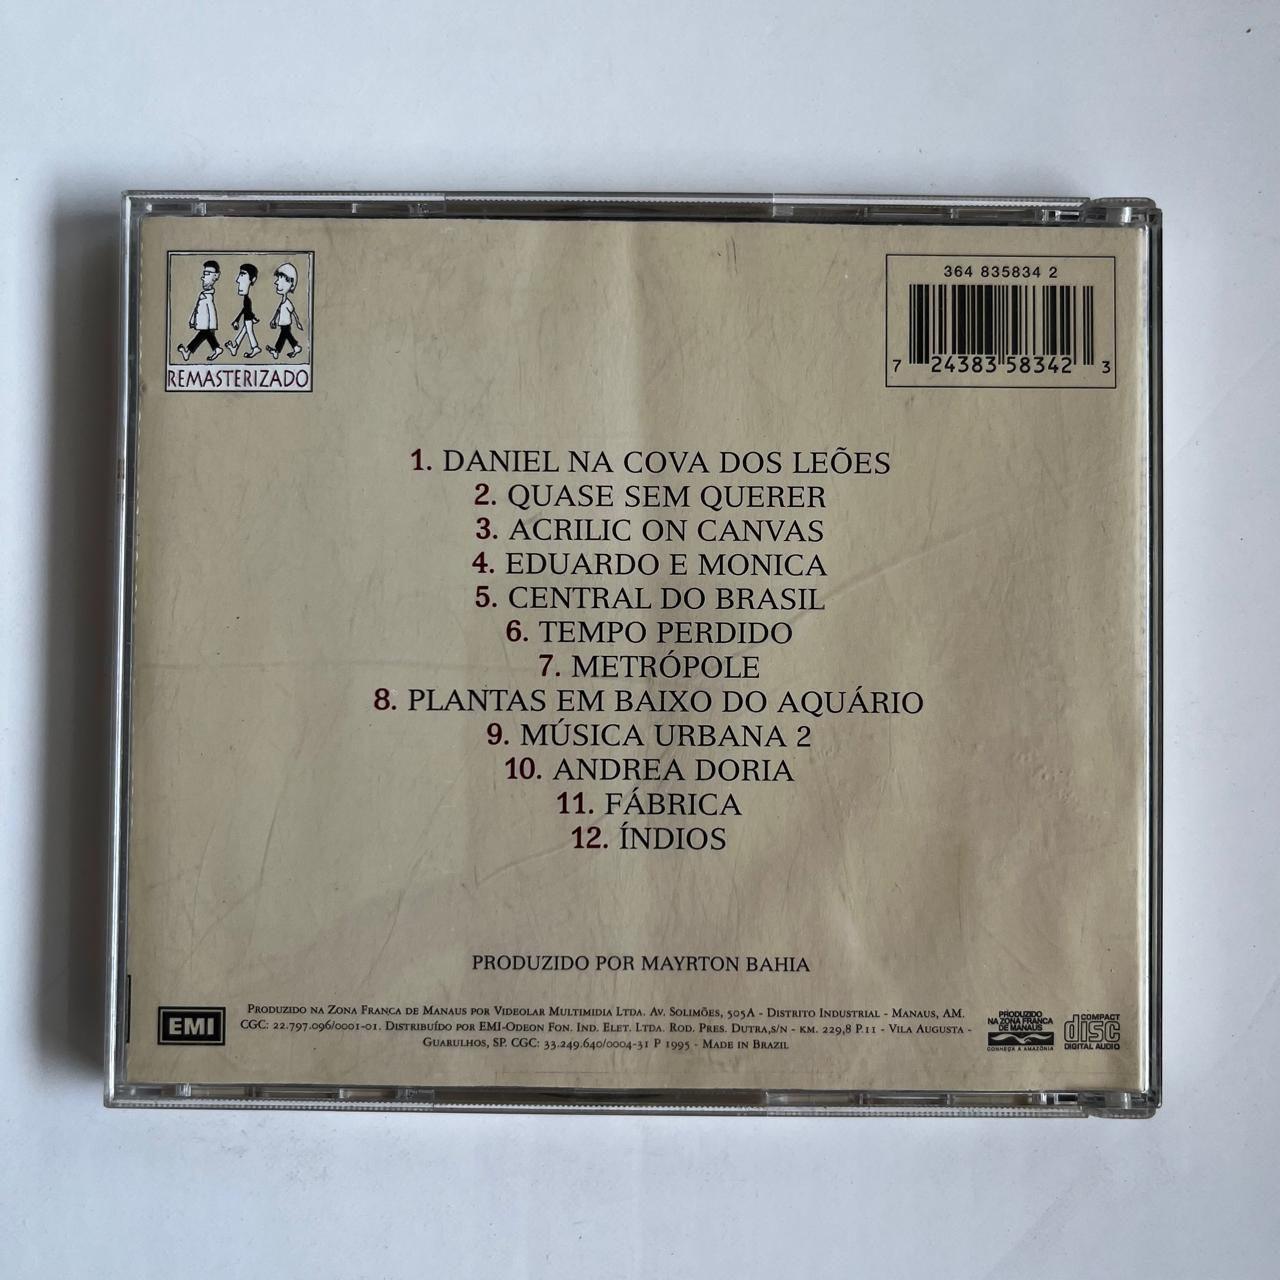 REMASTERIZADO
364 835834 2
7 24383 58342 3
1. DANIEL NA COVA DOS LEÕES
2. QUASE SEM QUERER
3. ACRILIC ON CANVAS
4. EDUARDO E MONICA
5. CENTRAL DO BRASIL
6. TEMPO PERDIDO
7. METRÓPOLE
8. PLANTAS EM BAIXO DO AQUÁRIO
9. MÚSICA URBANA 2
10. ANDREA DORIA
11. FÁBRICA
12. ÍNDIOS
PRODUZIDO POR MAYRTON BAHIA
EMI
PRODUZIDO NA ZONA FRANCA DE MANAUS POR VIDEOLAR MULTIMIDIA LTDA. AV. SOLIMÕES, 505A - DISTRITO INDUSTRIAL - MANAUS, AM.
CGC: 22.797.096/0001-01. DISTRIBUÍDO POR EMI-ODEON FON. IND. ELET. LTDA. ROD. PRES. DUTRA,S/N - KM. 229,8 P.11 - VILA AUGUSTA -
GUARULHOS, SP. CGC: 33.249.640/0004-31 P 1995 - MADE IN BRAZIL
PRODUZIDO
NA ZONA FRANCA
DE MANAUS
CONHEÇA A AMAZÔNIA
COMPACT
disc
DIGITAL AUDIO